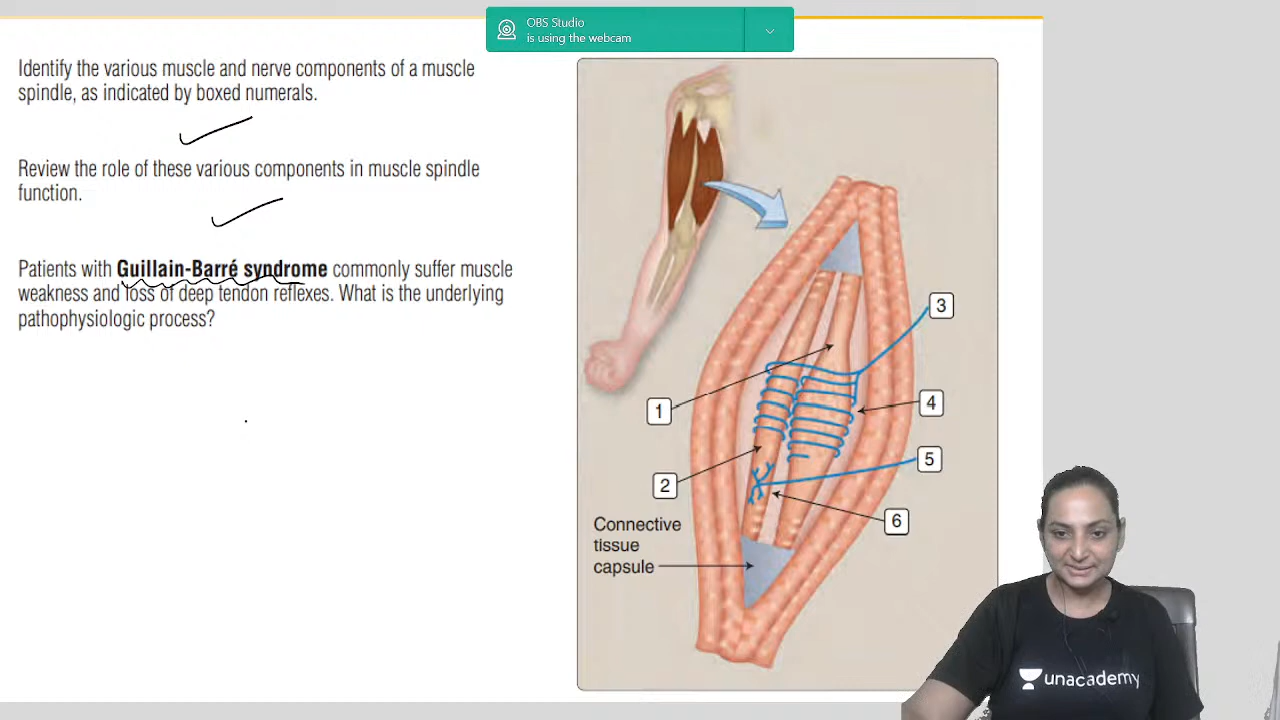 OBS Studio
is using the webcam
Identify the various muscle and nerve components of a muscle
spindle, as indicated by boxed numerals.
Review the role of these various components in muscle spindle
function.
Patients with Guillain-Barré syndrome commonly suffer muscle
weakness and loss of deep tendon reflexes. What is the underlying
pathophysiologic process?
3
1
4
5
2
6
Connective
tissue
capsule
unacademy